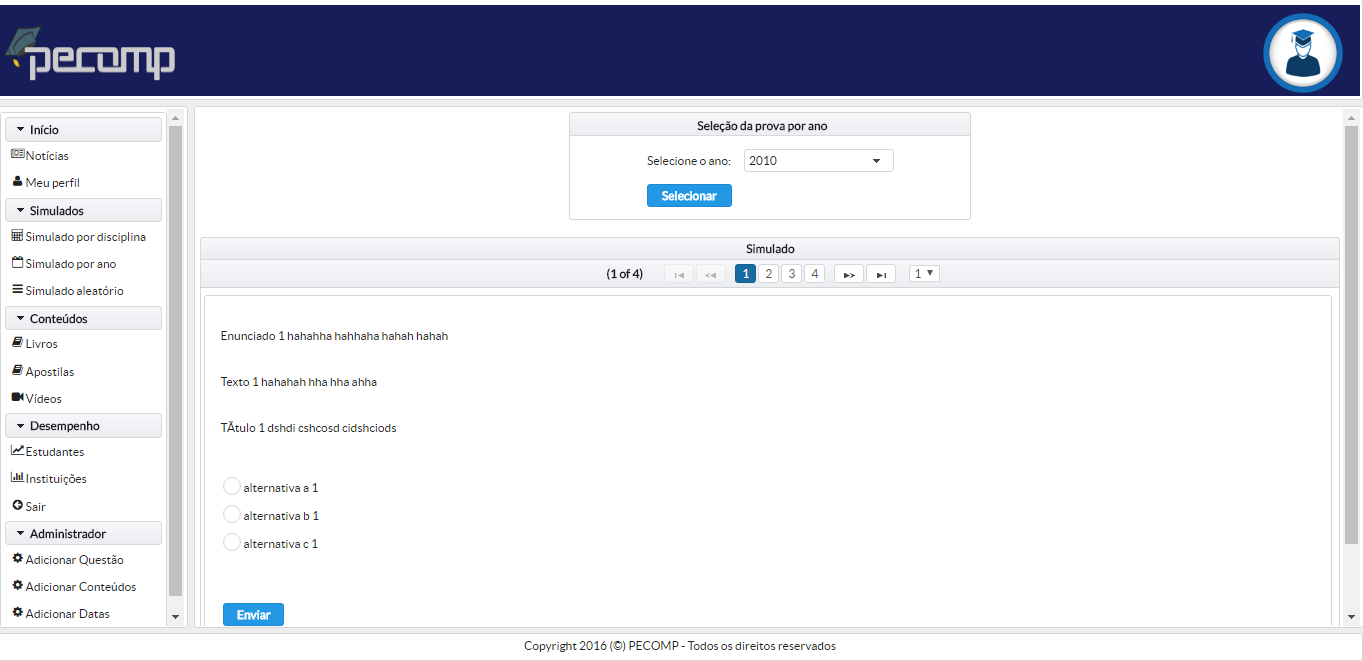 pecomp
Início
Notícias
Meu perfil
Simulados
Simulado por disciplina
Simulado por ano
Simulado aleatório
Conteúdos
Livros
Apostilas
Vídeos
Desempenho
Estudantes
Instituições
Sair
Administrador
Adicionar Questão
Adicionar Conteúdos
Adicionar Datas
Seleção da prova por ano
Selecione o ano: 2010
Selecionar
Simulado
(1 of 4) 1 2 3 4 1
Enunciado 1 hahahha hahhaha hahah hahah
Texto 1 hahahah hha hha ahha
TÃtulo 1 dshdi cshcosd cidshciods
alternativa a 1
alternativa b 1
alternativa c 1
Enviar
Copyright 2016 (©) PECOMP - Todos os direitos reservados